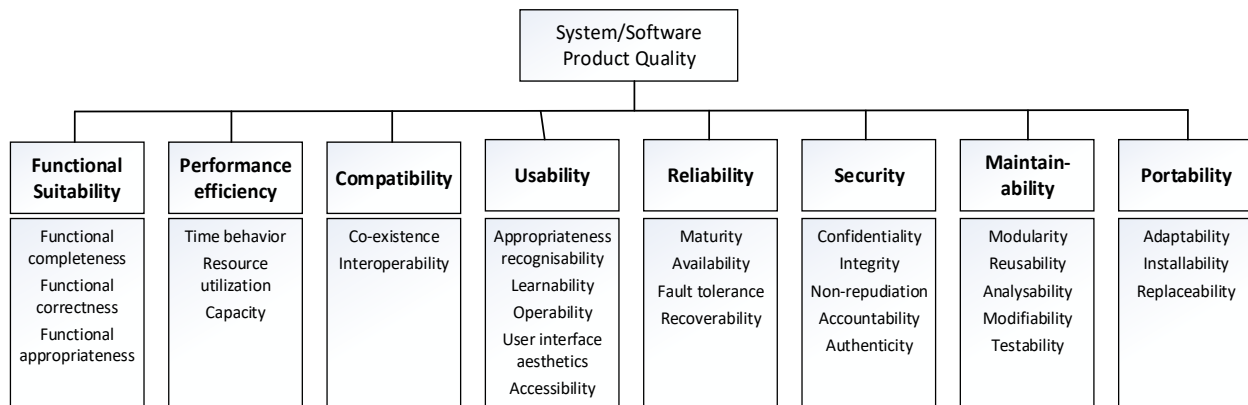 System/Software
Product Quality
Functional
Suitability
Performance
efficiency
Compatibility
Usability
Reliability
Security
Maintain-
ability
Portability
Functional
completeness
Functional
correctness
Functional
appropriateness
Time behavior
Resource
utilization
Capacity
Co-existence
Interoperability
Appropriateness
recognisability
Learnability
Operability
User interface
aesthetics
Accessibility
Maturity
Availability
Fault tolerance
Recoverability
Confidentiality
Integrity
Non-repudiation
Accountability
Authenticity
Modularity
Reusability
Analysability
Modifiability
Testability
Adaptability
Installability
Replaceability